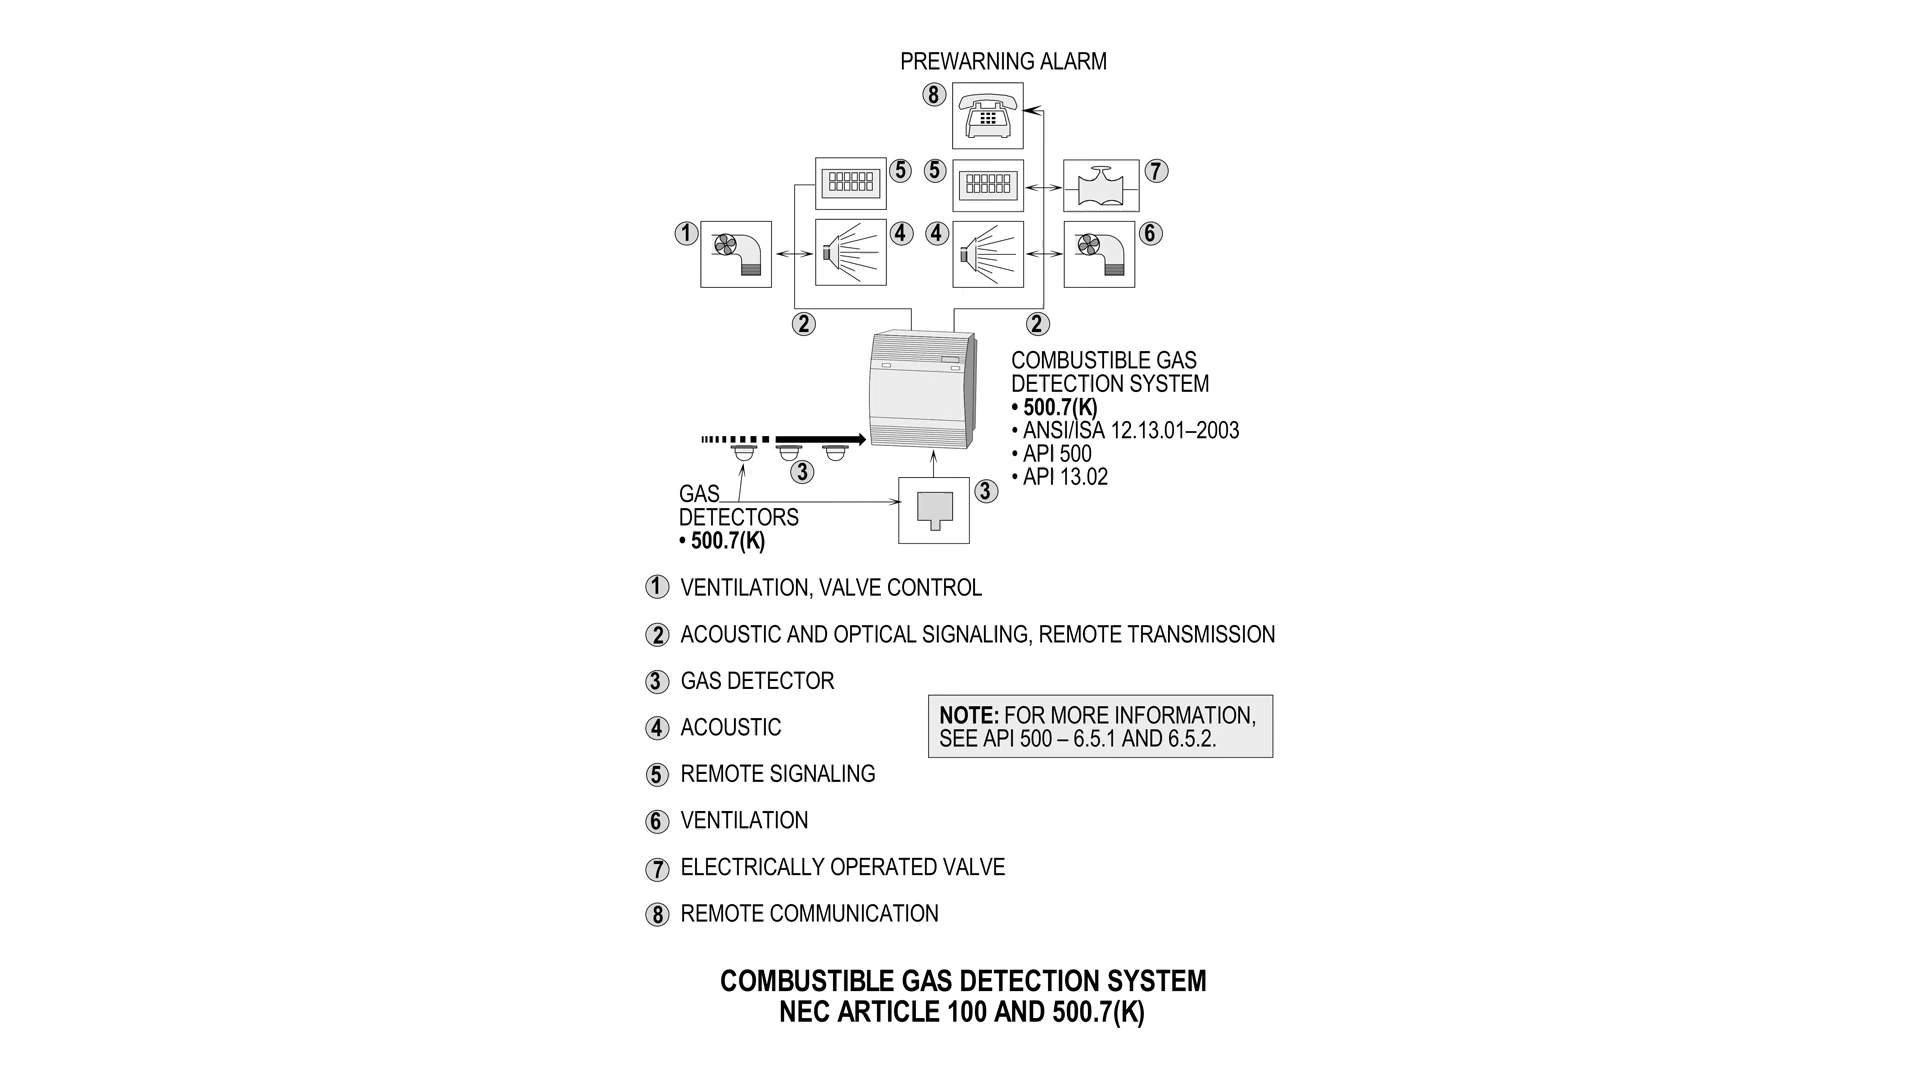 PREWARNING ALARM
8
5
5
7
1
4
4
6
2
2
COMBUSTIBLE GAS
DETECTION SYSTEM
• 500.7(K)
• ANSI/ISA 12.13.01–2003
• API 500
• API 13.02
3
3
GAS
DETECTORS
• 500.7(K)
1 VENTILATION, VALVE CONTROL
2 ACOUSTIC AND OPTICAL SIGNALING, REMOTE TRANSMISSION
3 GAS DETECTOR
4 ACOUSTIC
NOTE: FOR MORE INFORMATION,
SEE API 500 – 6.5.1 AND 6.5.2.
5 REMOTE SIGNALING
6 VENTILATION
7 ELECTRICALLY OPERATED VALVE
8 REMOTE COMMUNICATION
COMBUSTIBLE GAS DETECTION SYSTEM
NEC ARTICLE 100 AND 500.7(K)